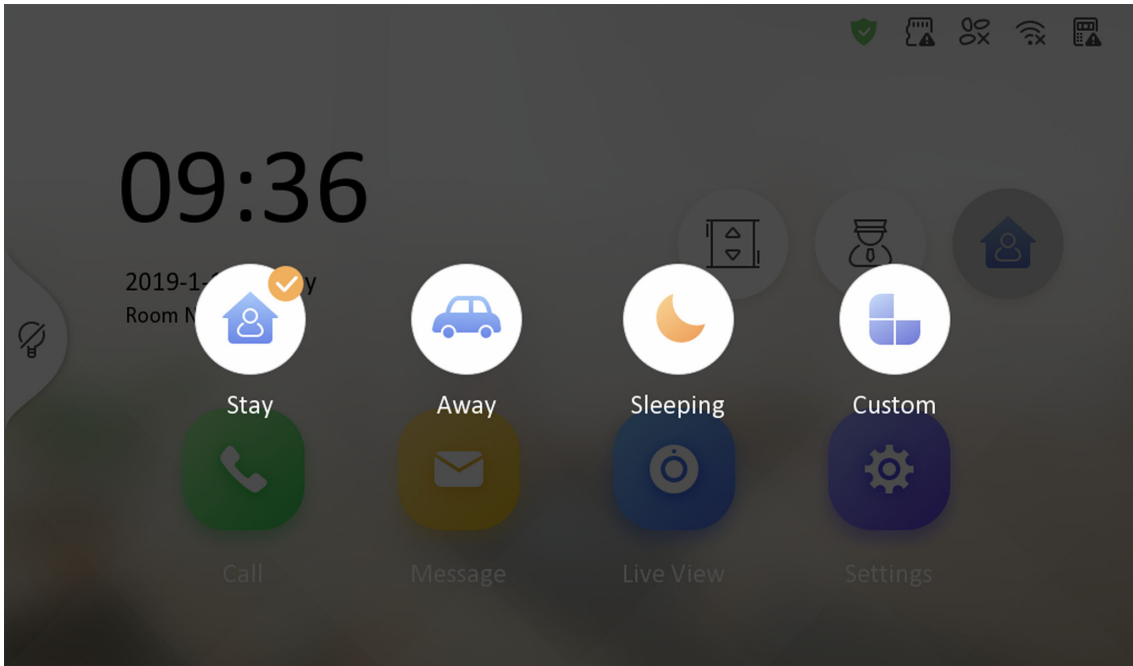 09:36
2019-1-
Room
Stay
Away
Sleeping
Custom
Call
Message
Live View
Settings